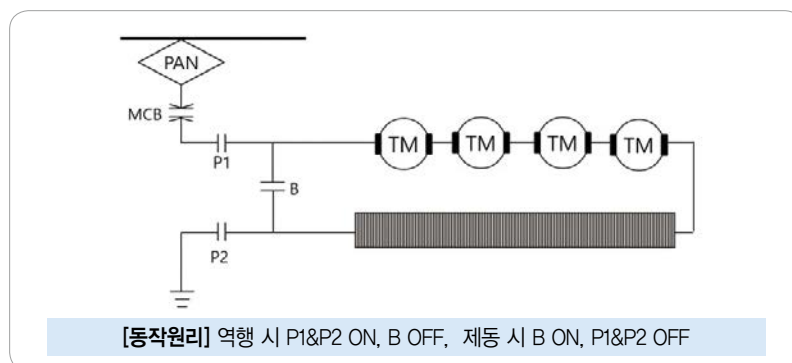 PAN
MCB
P1
TM TM TM TM
B
P2
[동작원리] 역행 시 P1&P2 ON, B OFF, 제동 시 B ON, P1&P2 OFF